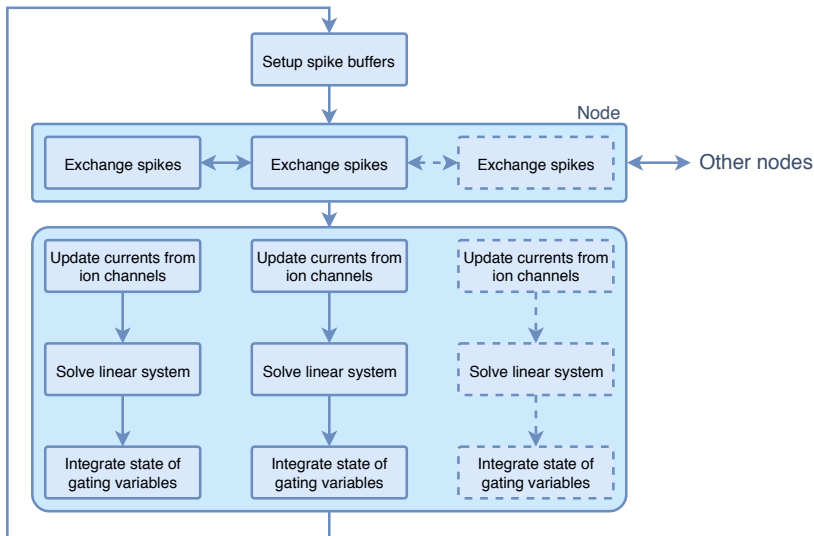 Setup spike buffers
Node
Exchange spikes
Exchange spikes
Exchange spikes
Other nodes
Update currents from
ion channels
Update currents from
ion channels
Update currents from
ion channels
Solve linear system
Solve linear system
Solve linear system
Integrate state of
gating variables
Integrate state of
gating variables
Integrate state of
gating variables